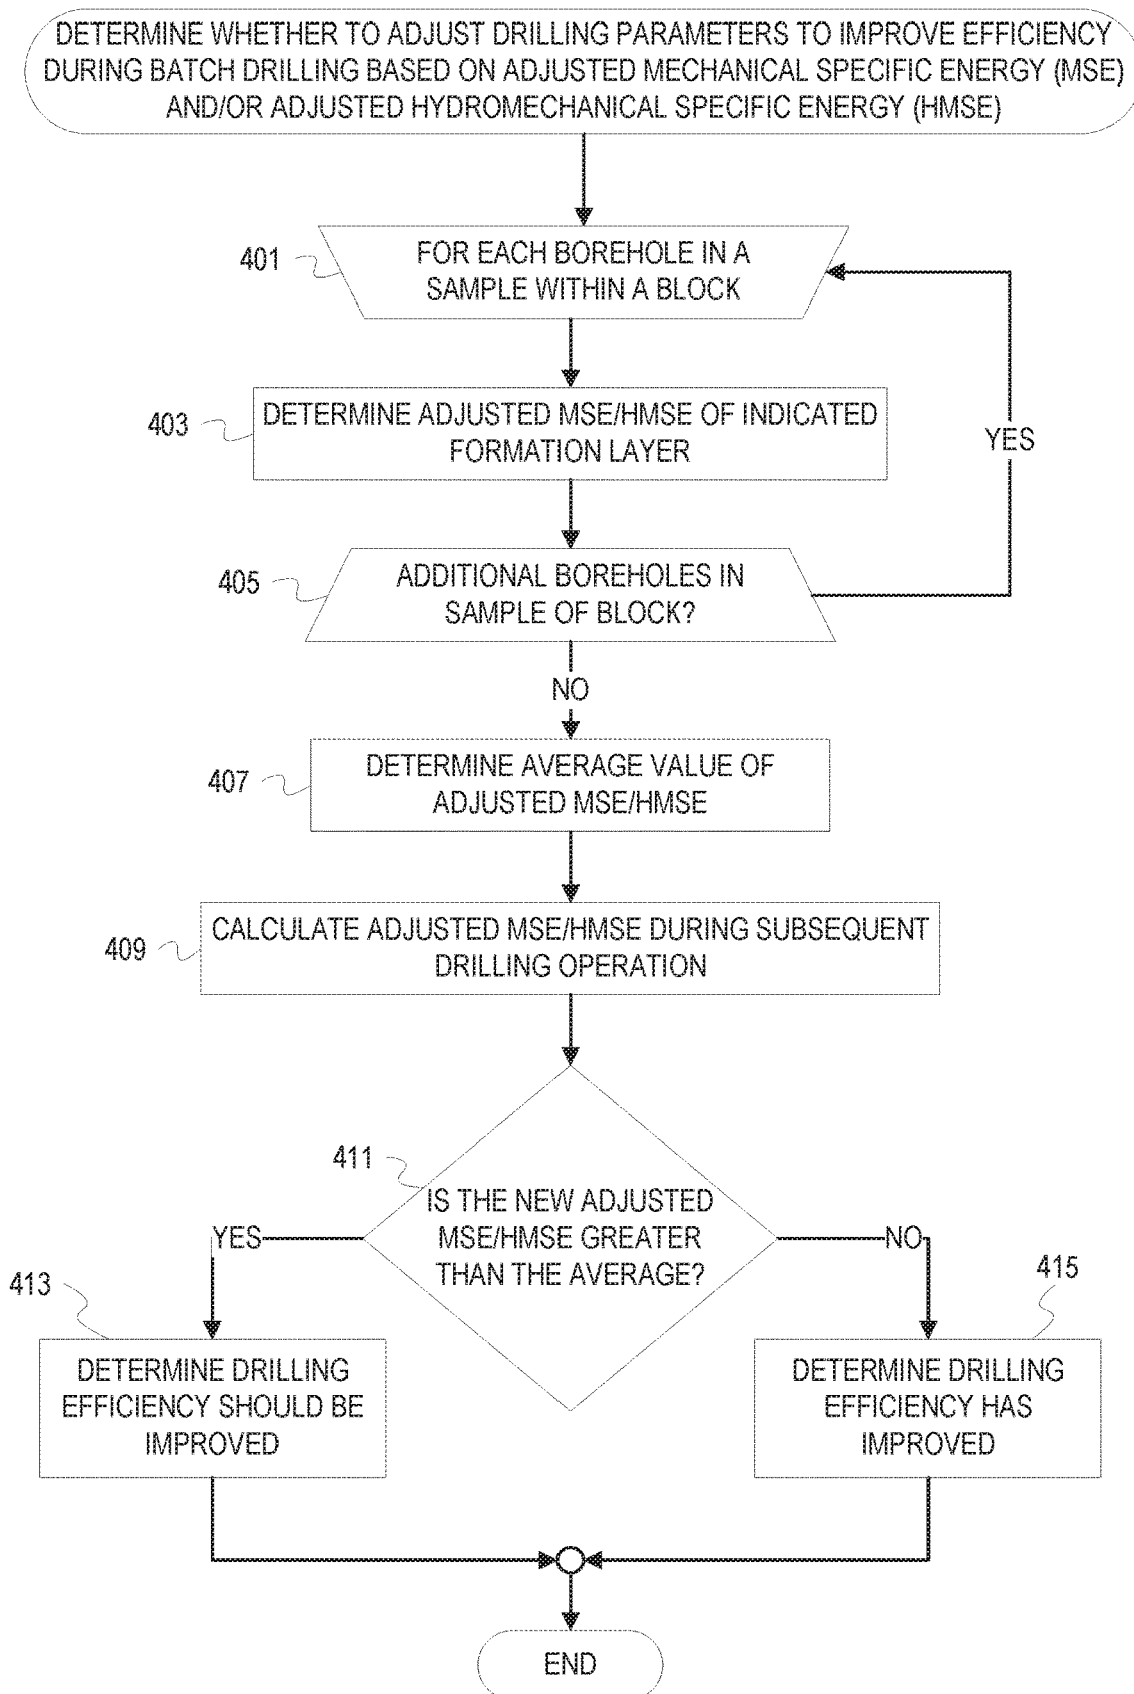 DETERMINE WHETHER TO ADJUST DRILLING PARAMETERS TO IMPROVE EFFICIENCY
DURING BATCH DRILLING BASED ON ADJUSTED MECHANICAL SPECIFIC ENERGY (MSE)
AND/OR ADJUSTED HYDROMECHANICAL SPECIFIC ENERGY (HMSE)
401
FOR EACH BOREHOLE IN A
SAMPLE WITHIN A BLOCK
403
DETERMINE ADJUSTED MSE/HMSE OF INDICATED
FORMATION LAYER
YES
405
ADDITIONAL BOREHOLES IN
SAMPLE OF BLOCK?
NO
407
DETERMINE AVERAGE VALUE OF
ADJUSTED MSE/HMSE
409
CALCULATE ADJUSTED MSE/HMSE DURING SUBSEQUENT
DRILLING OPERATION
411
IS THE NEW ADJUSTED
MSE/HMSE GREATER
THAN THE AVERAGE?
YES
NO
413
DETERMINE DRILLING
EFFICIENCY SHOULD BE
IMPROVED
415
DETERMINE DRILLING
EFFICIENCY HAS
IMPROVED
END